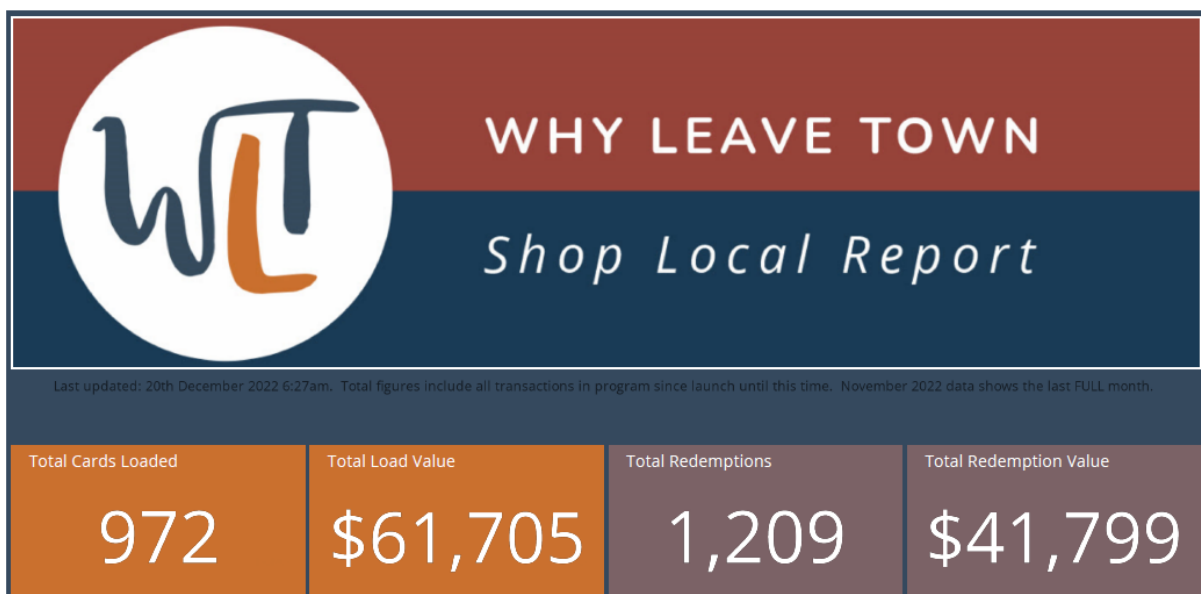 WLT
WHY LEAVE TOWN
Shop Local Report
Last updated: 20th December 2022 6:27am. Total figures include all transactions in program since launch until this time. November 2022 data shows the last FULL month.
Total Cards Loaded
972
Total Load Value
$61,705
Total Redemptions
1,209
Total Redemption Value
$41,799